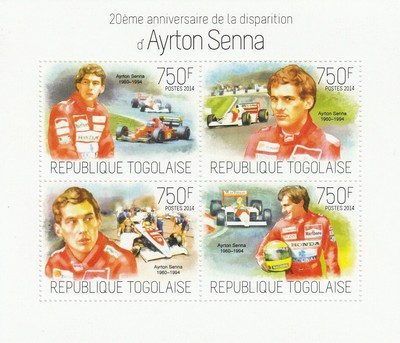 20ème anniversaire de la disparition
d'Ayrton Senna
Ayrton Senna
1960–1994
750F
POSTES 2014
REPUBLIQUE TOGOLAISE
750F
POSTES 2014
Ayrton Senna
1960–1994
REPUBLIQUE TOGOLAISE
750F
POSTES 2014
Ayrton Senna
1960–1994
REPUBLIQUE TOGOLAISE
750F
POSTES 2014
Ayrton Senna
1960–1994
HONDA
Marlboro
REPUBLIQUE TOGOLAISE